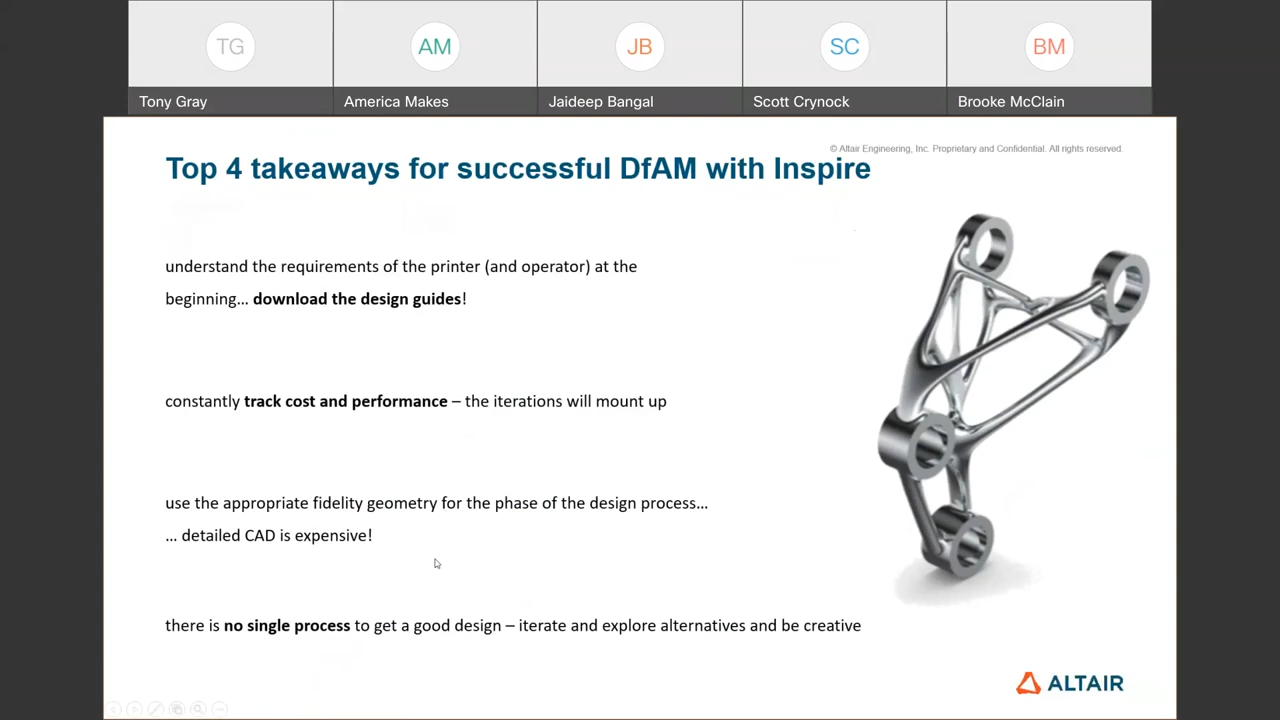 TG
AM
JB
SC
BM
Tony Gray
America Makes
Jaideep Bangal
Scott Crynock
Brooke McClain
© Altair Engineering, Inc. Proprietary and Confidential. All rights reserved.
Top 4 takeaways for successful DfAM with Inspire
understand the requirements of the printer (and operator) at the
beginning... download the design guides!
constantly track cost and performance – the iterations will mount up
use the appropriate fidelity geometry for the phase of the design process...
... detailed CAD is expensive!
there is no single process to get a good design – iterate and explore alternatives and be creative
ALTAIR